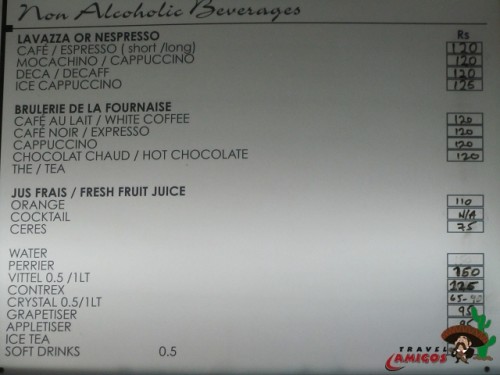 Non Alcoholic Beverages
LAVAZZA OR NESPRESSO Rs
CAFÉ / ESPRESSO ( short /long) 120
MOCACHINO / CAPPUCCINO 120
DECA / DECAFF 120
ICE CAPPUCCINO 125
BRULERIE DE LA FOURNAISE
CAFÉ AU LAIT / WHITE COFFEE 120
CAFÉ NOIR / EXPRESSO 120
CAPPUCCINO 120
CHOCOLAT CHAUD / HOT CHOCOLATE 120
THE / TEA
JUS FRAIS / FRESH FRUIT JUICE
ORANGE 110
COCKTAIL N/A
CERES 75
WATER
PERRIER
VITTEL 0.5 /1LT 150
CONTREX 125
CRYSTAL 0.5/1LT 65-
GRAPETISER 95
APPLETISER 95
ICE TEA
SOFT DRINKS 0.5
TRAVEL
AMIGOS